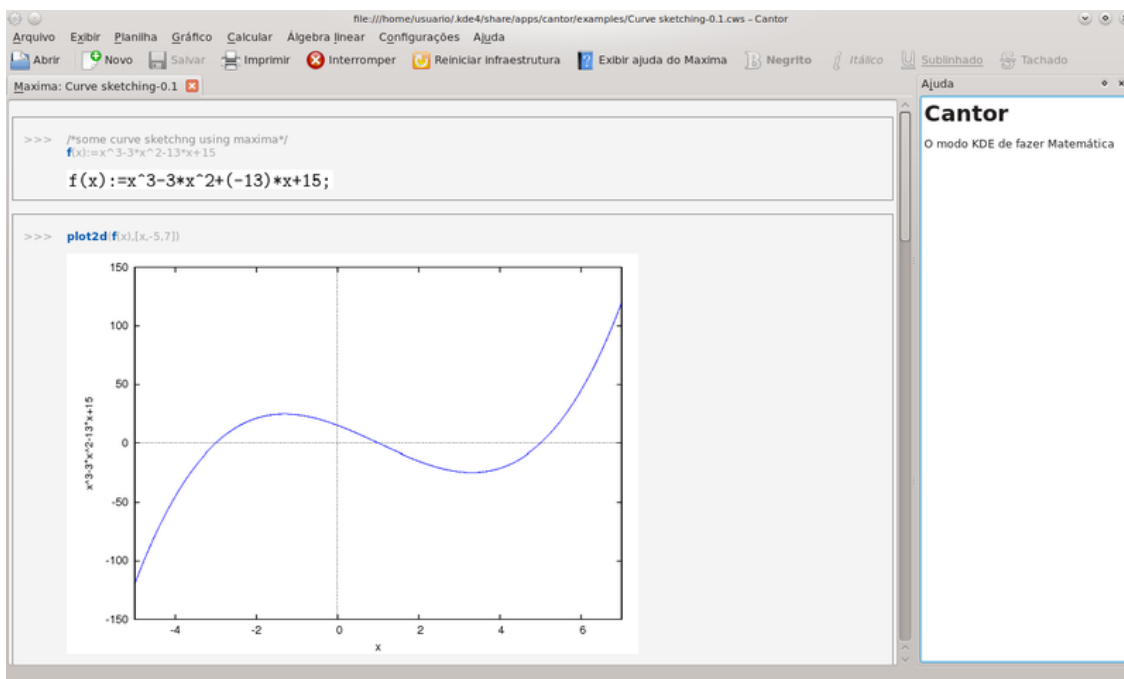 file:///home/usuario/.kde4/share/apps/cantor/examples/Curve sketching-0.1.cws – Cantor
Arquivo Exibir Planilha Gráfico Calcular Álgebra linear Configurações Ajuda
Abrir Novo Salvar Imprimir Interromper Reiniciar infraestrutura Exibir ajuda do Maxima Negrito Itálico Sublinhado Tachado
Maxima: Curve sketching-0.1
>>> /*some curve sketchng using maxima*/
f(x):=x^3-3*x^2-13*x+15
f(x):=x^3-3*x^2+(-13)*x+15;
>>> plot2d(f(x),[x,-5,7])
150
100
50
0
-50
-100
-150
x^3-3*x^2-13*x+15
-4 -2 0 2 4 6
x
Ajuda
Cantor
O modo KDE de fazer Matemática